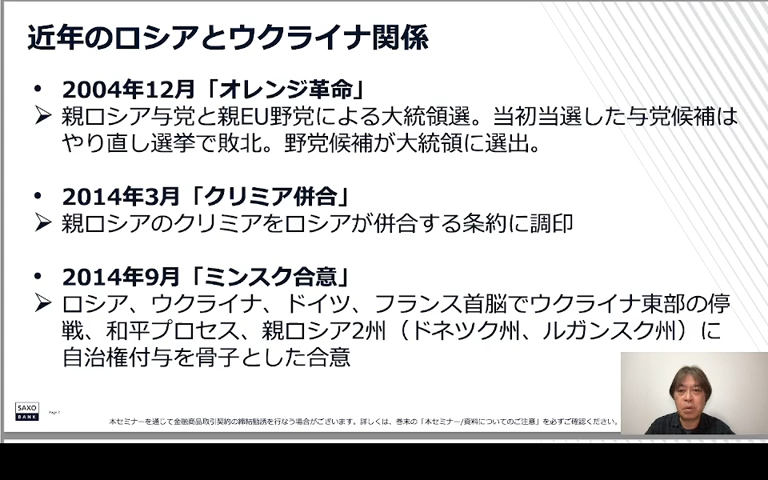 近年のロシアとウクライナ関係
• 2004年12月「オレンジ革命」
➢ 親ロシア与党と親EU野党による大統領選。当初当選した与党候補は
やり直し選挙で敗北。野党候補が大統領に選出。
• 2014年3月「クリミア併合」
➢ 親ロシアのクリミアをロシアが併合する条約に調印
• 2014年9月「ミンスク合意」
➢ ロシア、ウクライナ、ドイツ、フランス首脳でウクライナ東部の停
戦、和平プロセス、親ロシア2州（ドネツク州、ルガンスク州）に
自治権付与を骨子とした合意
SAXO
BANK
Page 2
本セミナーを通じて金融商品取引契約の締結勧誘を行なう場合がございます。詳しくは、巻末の「本セミナー/資料についてのご注意」を必ずご確認ください。